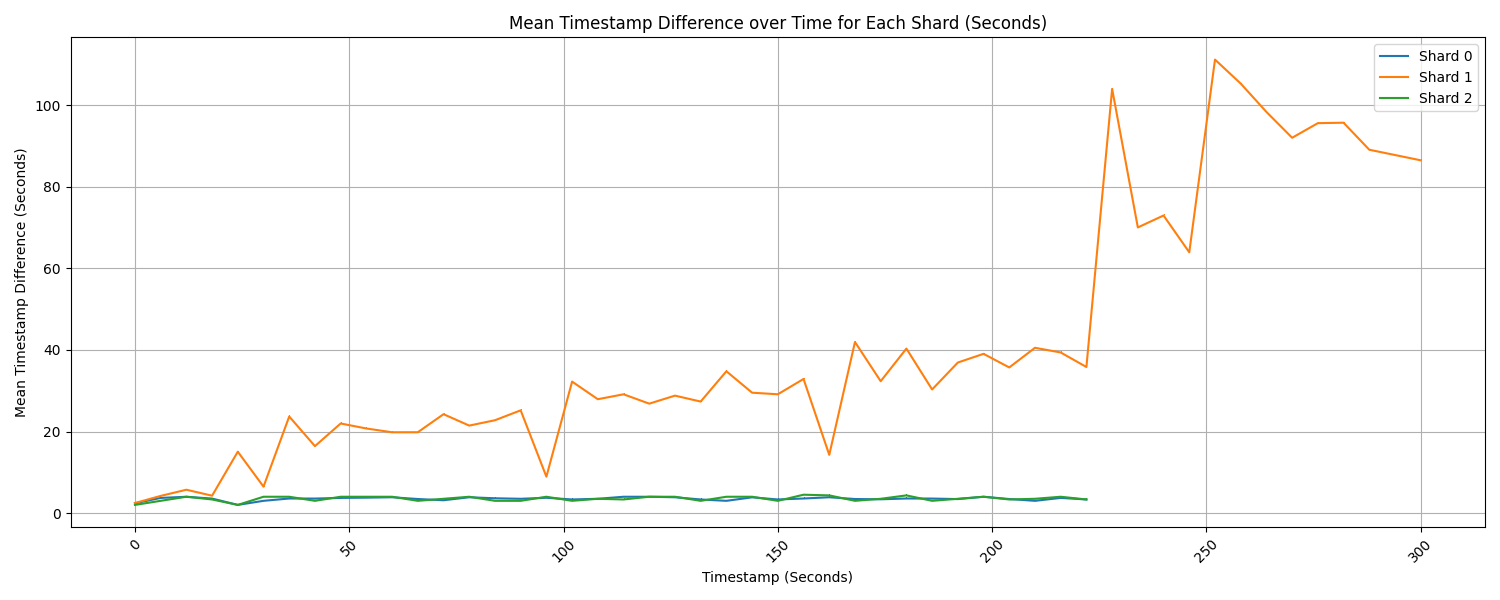 Mean Timestamp Difference over Time for Each Shard (Seconds)
Shard 0
Shard 1
Shard 2
Mean Timestamp Difference (Seconds)
100
80
60
40
20
0
0
50
100
150
200
250
300
Timestamp (Seconds)